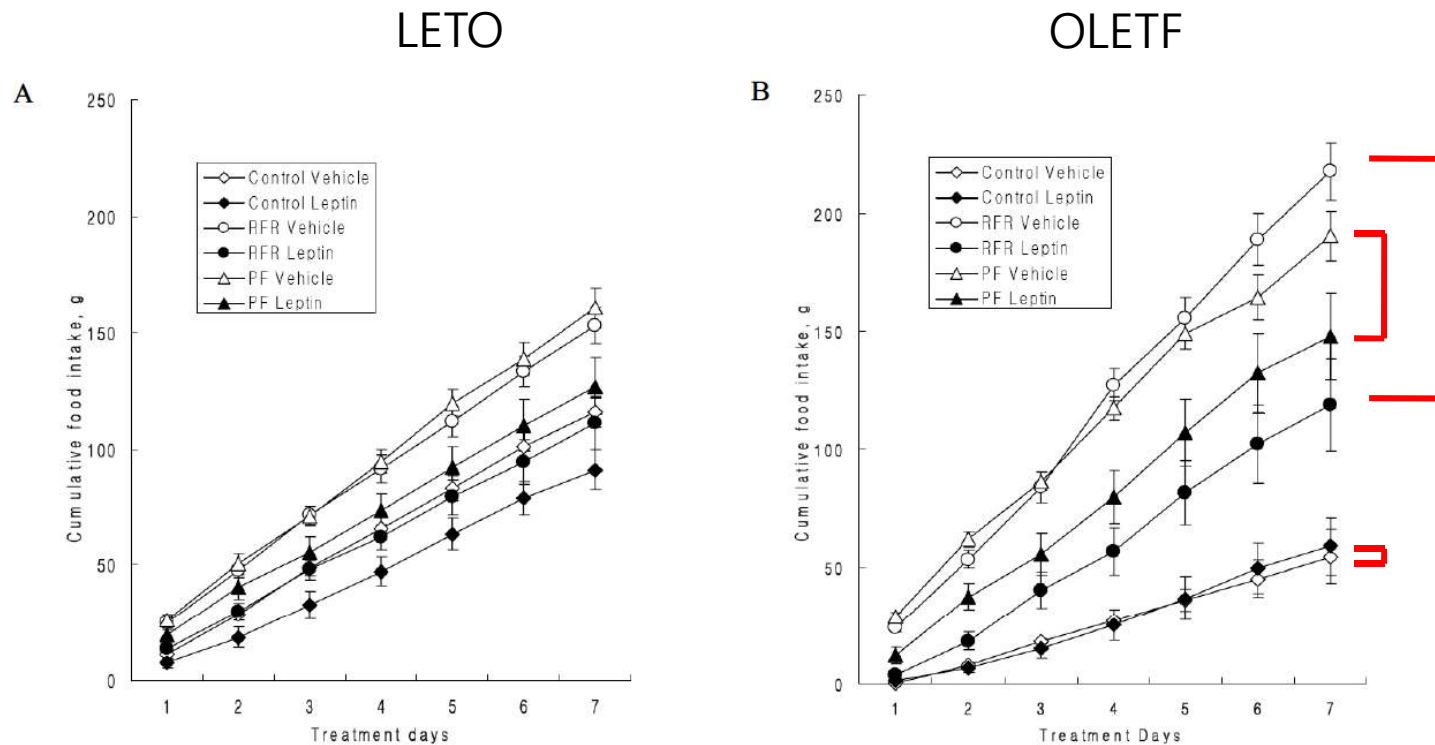 LETO
OLETF
A
Cumulative food intake, g
250
200
150
100
50
0
Control Vehicle
Control Leptin
RFR Vehicle
RFR Leptin
PF Vehicle
PF Leptin
1 2 3 4 5 6 7
Treatment days
B
Cumulative food intake, g
250
200
150
100
50
0
Control Vehicle
Control Leptin
RFR Vehicle
RFR Leptin
PF Vehicle
PF Leptin
1 2 3 4 5 6 7
Treatment Days